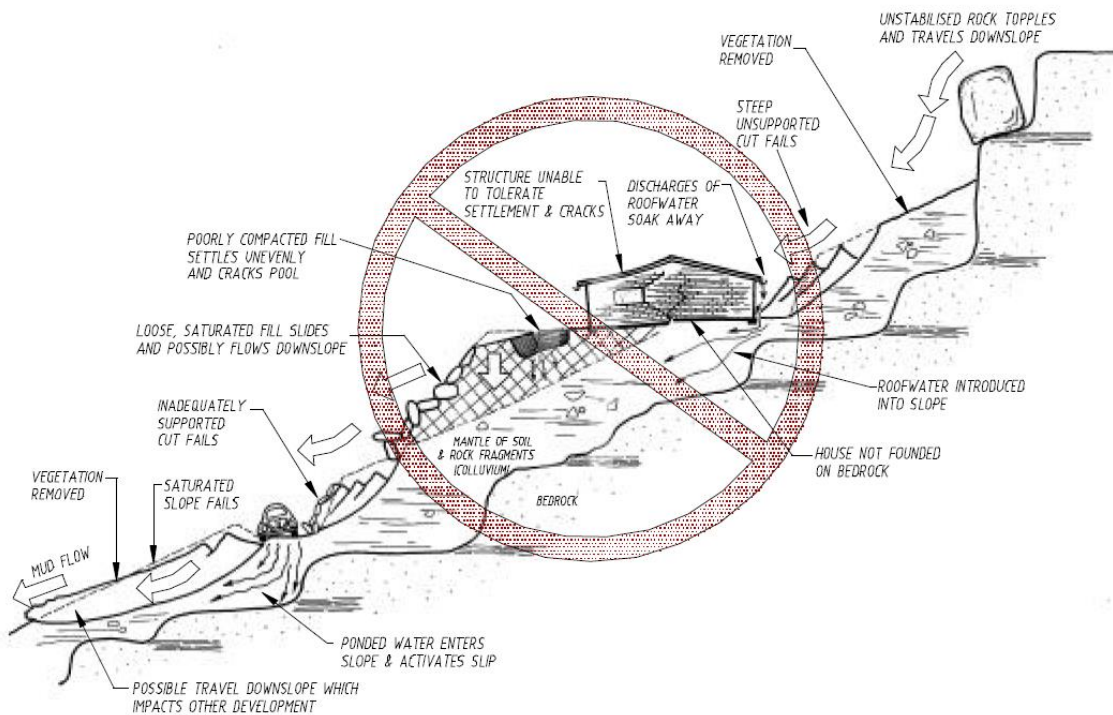 UNSTABILISED ROCK TOPPLES
AND TRAVELS DOWNSLOPE
VEGETATION
REMOVED
STEEP
UNSUPPORTED
CUT FAILS
STRUCTURE UNABLE
TO TOLERATE
SETTLEMENT & CRACKS
DISCHARGES OF
ROOFWATER
SOAK AWAY
POORLY COMPACTED FILL
SETTLES UNEVENLY
AND CRACKS POOL
LOOSE, SATURATED FILL SLIDES
AND POSSIBLY FLOWS DOWNSLOPE
ROOFWATER INTRODUCED
INTO SLOPE
INADEQUATELY
SUPPORTED
CUT FAILS
MANTLE OF SOIL
& ROCK FRAGMENTS
(COLLUVIUM)
HOUSE NOT FOUNDED
ON BEDROCK
VEGETATION
REMOVED
SATURATED
SLOPE FAILS
BEDROCK
MUD FLOW
PONDED WATER ENTERS
SLOPE & ACTIVATES SLIP
POSSIBLE TRAVEL DOWNSLOPE WHICH
IMPACTS OTHER DEVELOPMENT